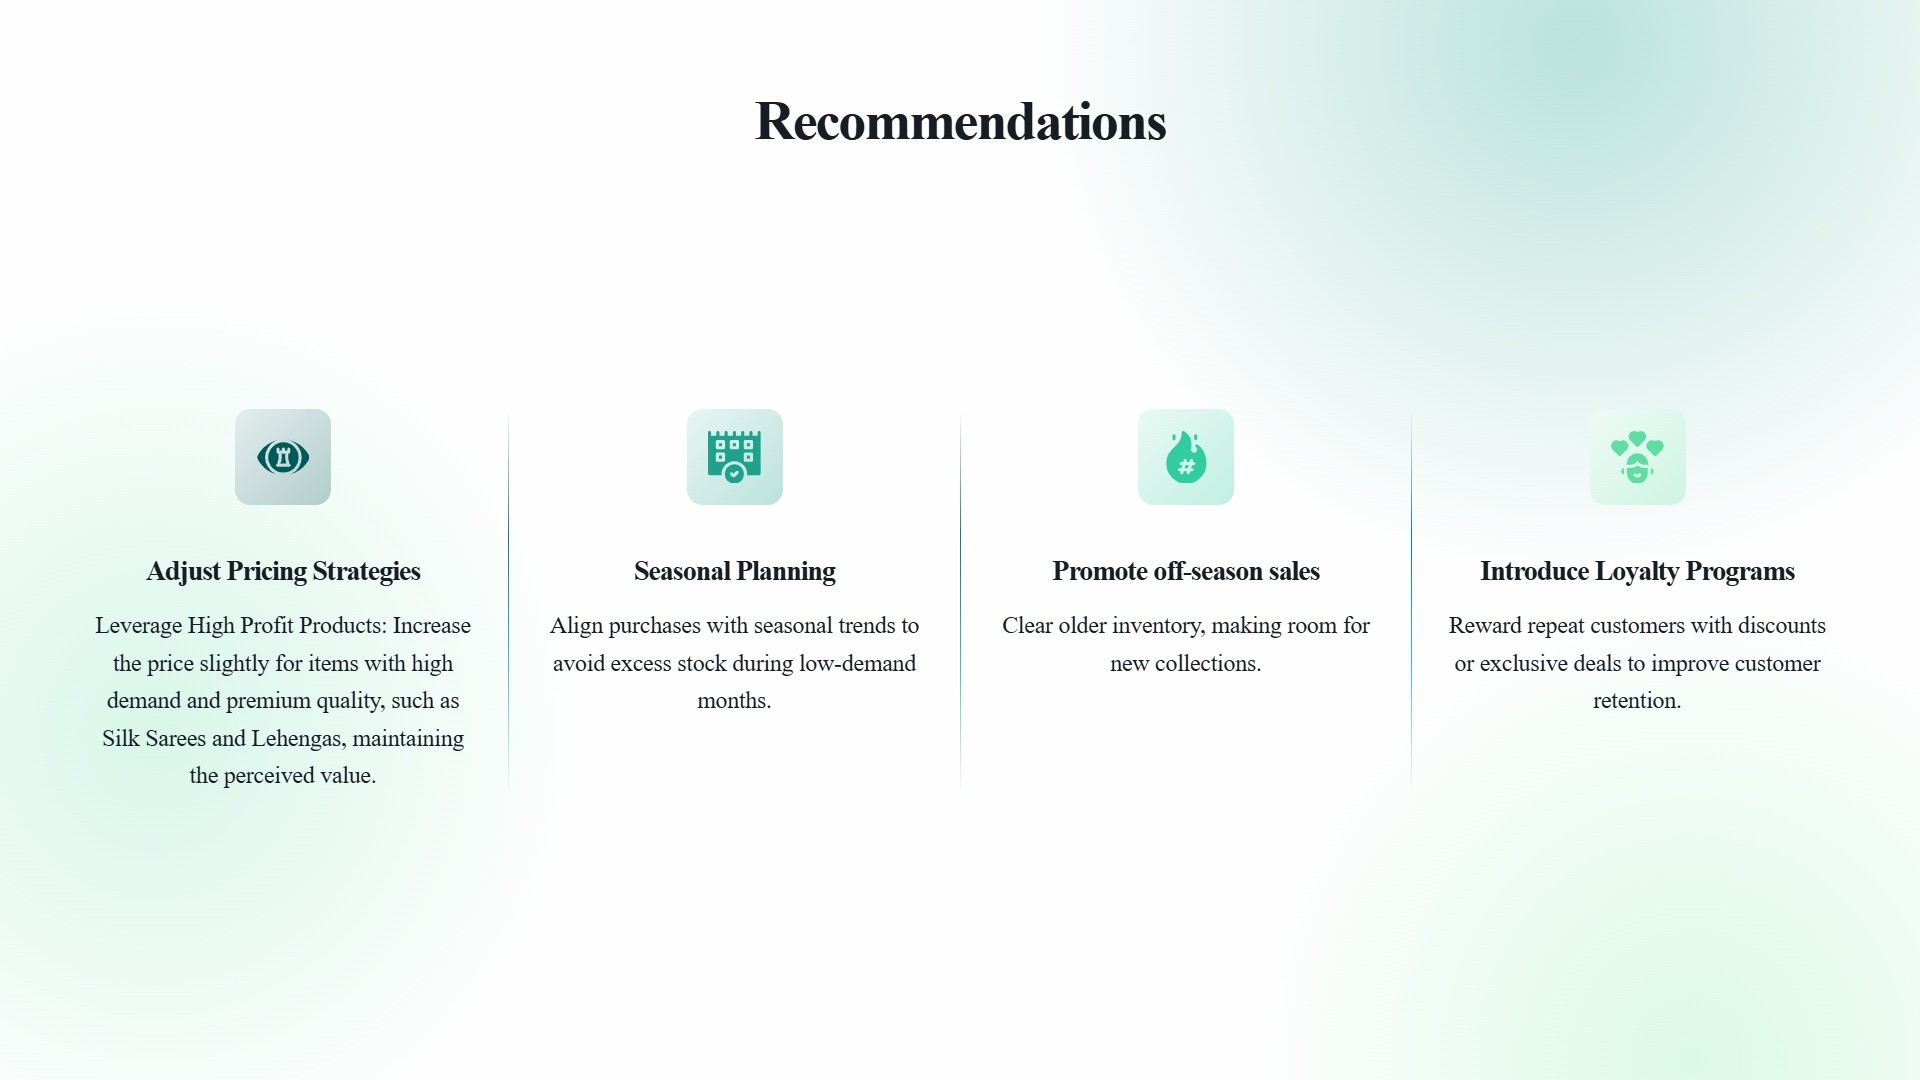 Recommendations
Adjust Pricing Strategies
Leverage High Profit Products: Increase
the price slightly for items with high
demand and premium quality, such as
Silk Sarees and Lehengas, maintaining
the perceived value.
Seasonal Planning
Align purchases with seasonal trends to
avoid excess stock during low-demand
months.
#
Promote off-season sales
Clear older inventory, making room for
new collections.
Introduce Loyalty Programs
Reward repeat customers with discounts
or exclusive deals to improve customer
retention.